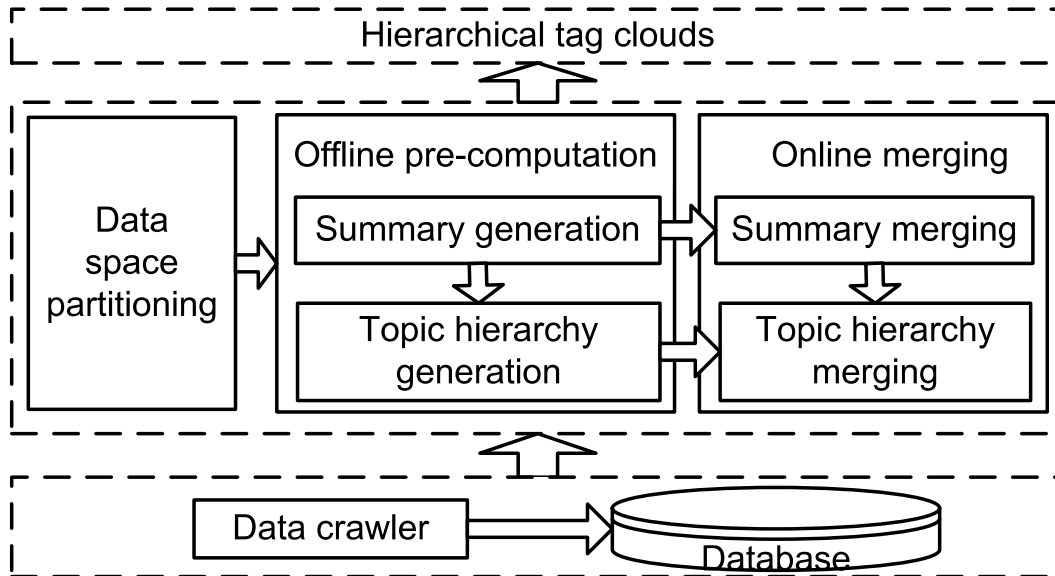 Hierarchical tag clouds
Data
space
partitioning
Offline pre-computation
Summary generation
Topic hierarchy
generation
Online merging
Summary merging
Topic hierarchy
merging
Data crawler
Database